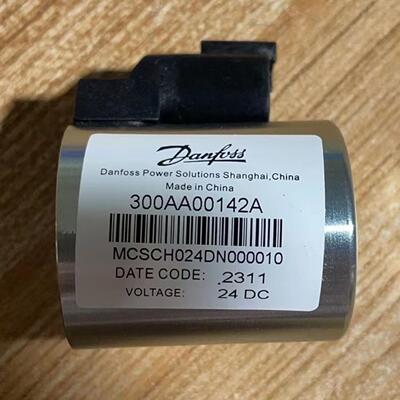 Danfoss
Danfoss Power Solutions Shanghai,China
Made in China
300AA00142A
MCSCH024DN000010
DATE CODE: .2311
VOLTAGE: 24 DC